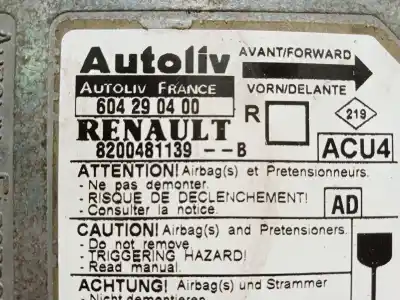 Autoliv
AVANT/FORWARD
AUTOLIV FRANCE
VORN/DELANTE
604 29 04 00
R
219
RENAULT
8200481139 --B
ACU4
ATTENTION! Airbag(s) et Pretensionneurs.
- Ne pas demonter.
- RISQUE DE DECLENCHEMENT!
- Consulter la notice.
AD
CAUTION! Airbag(s) and Pretensioners.
- Do not remove.
- TRIGGERING HAZARD!
- Read manual.
ACHTUNG! Airbag(s) und Strammer
- Nicht demontieren.